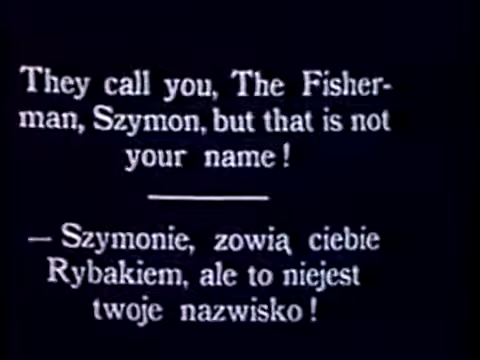 They call you, The Fisher-
man, Szymon, but that is not
your name!
— Szymonie, zowią ciebie
Rybakiem, ale to niejest
twoje nazwisko!